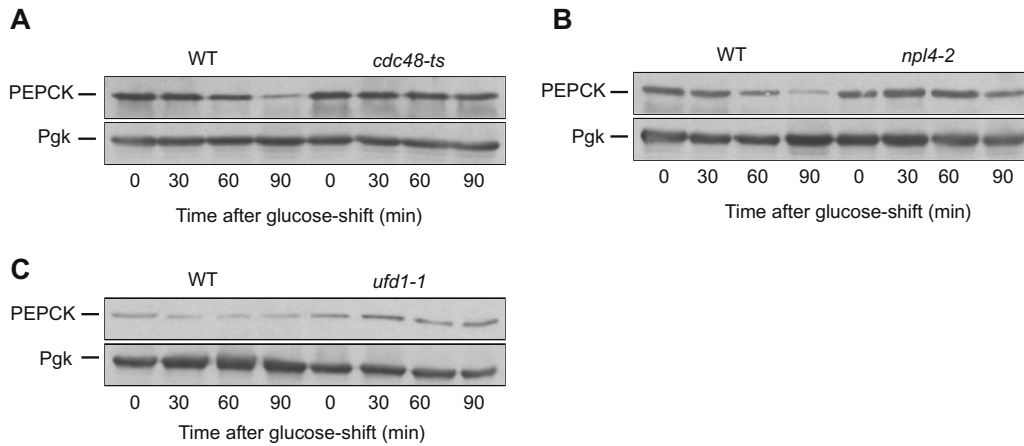 A
WT cdc48-ts
PEPCK
Pgk
0 30 60 90 0 30 60 90
Time after glucose-shift (min)
B
WT npl4-2
PEPCK
Pgk
0 30 60 90 0 30 60 90
Time after glucose-shift (min)
C
WT ufd1-1
PEPCK
Pgk
0 30 60 90 0 30 60 90
Time after glucose-shift (min)